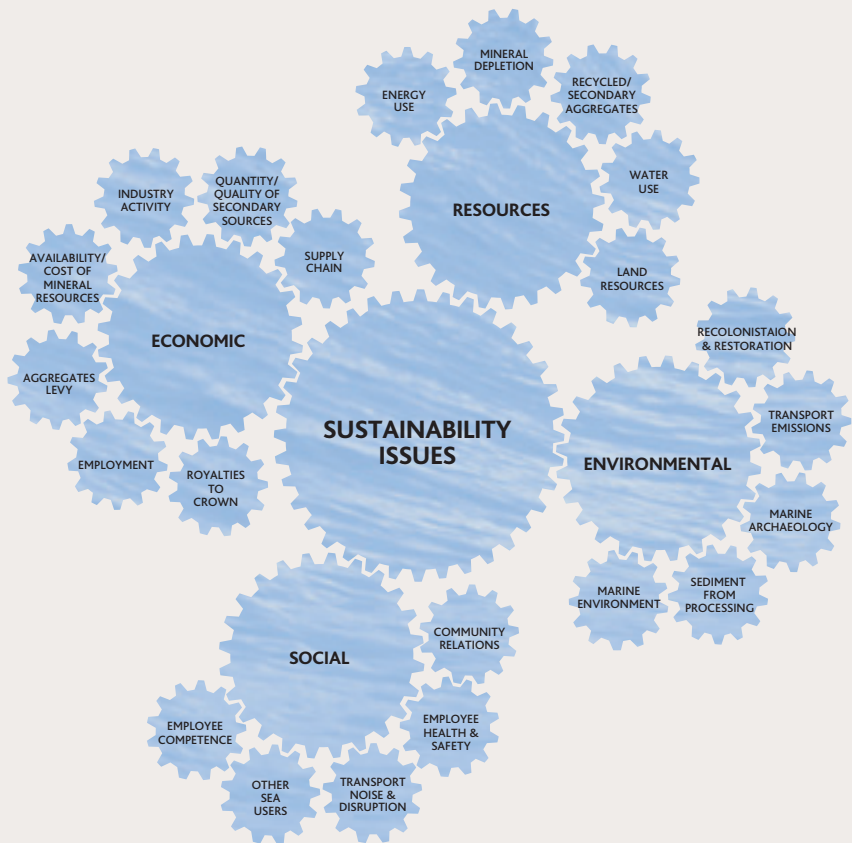 MINERAL
DEPLETION
ENERGY
USE
RECYCLED/
SECONDARY
AGGREGATES
WATER
USE
RESOURCES
LAND
RESOURCES
INDUSTRY
ACTIVITY
QUANTITY/
QUALITY OF
SECONDARY
SOURCES
SUPPLY
CHAIN
AVAILABILITY/
COST OF
MINERAL
RESOURCES
ECONOMIC
AGGREGATES
LEVY
EMPLOYMENT
ROYALTIES
TO
CROWN
SUSTAINABILITY
ISSUES
RECOLONISTAION
& RESTORATION
TRANSPORT
EMISSIONS
ENVIRONMENTAL
MARINE
ARCHAEOLOGY
MARINE
ENVIRONMENT
SEDIMENT
FROM
PROCESSING
SOCIAL
COMMUNITY
RELATIONS
EMPLOYEE
COMPETENCE
EMPLOYEE
HEALTH &
SAFETY
OTHER
SEA
USERS
TRANSPORT
NOISE &
DISRUPTION